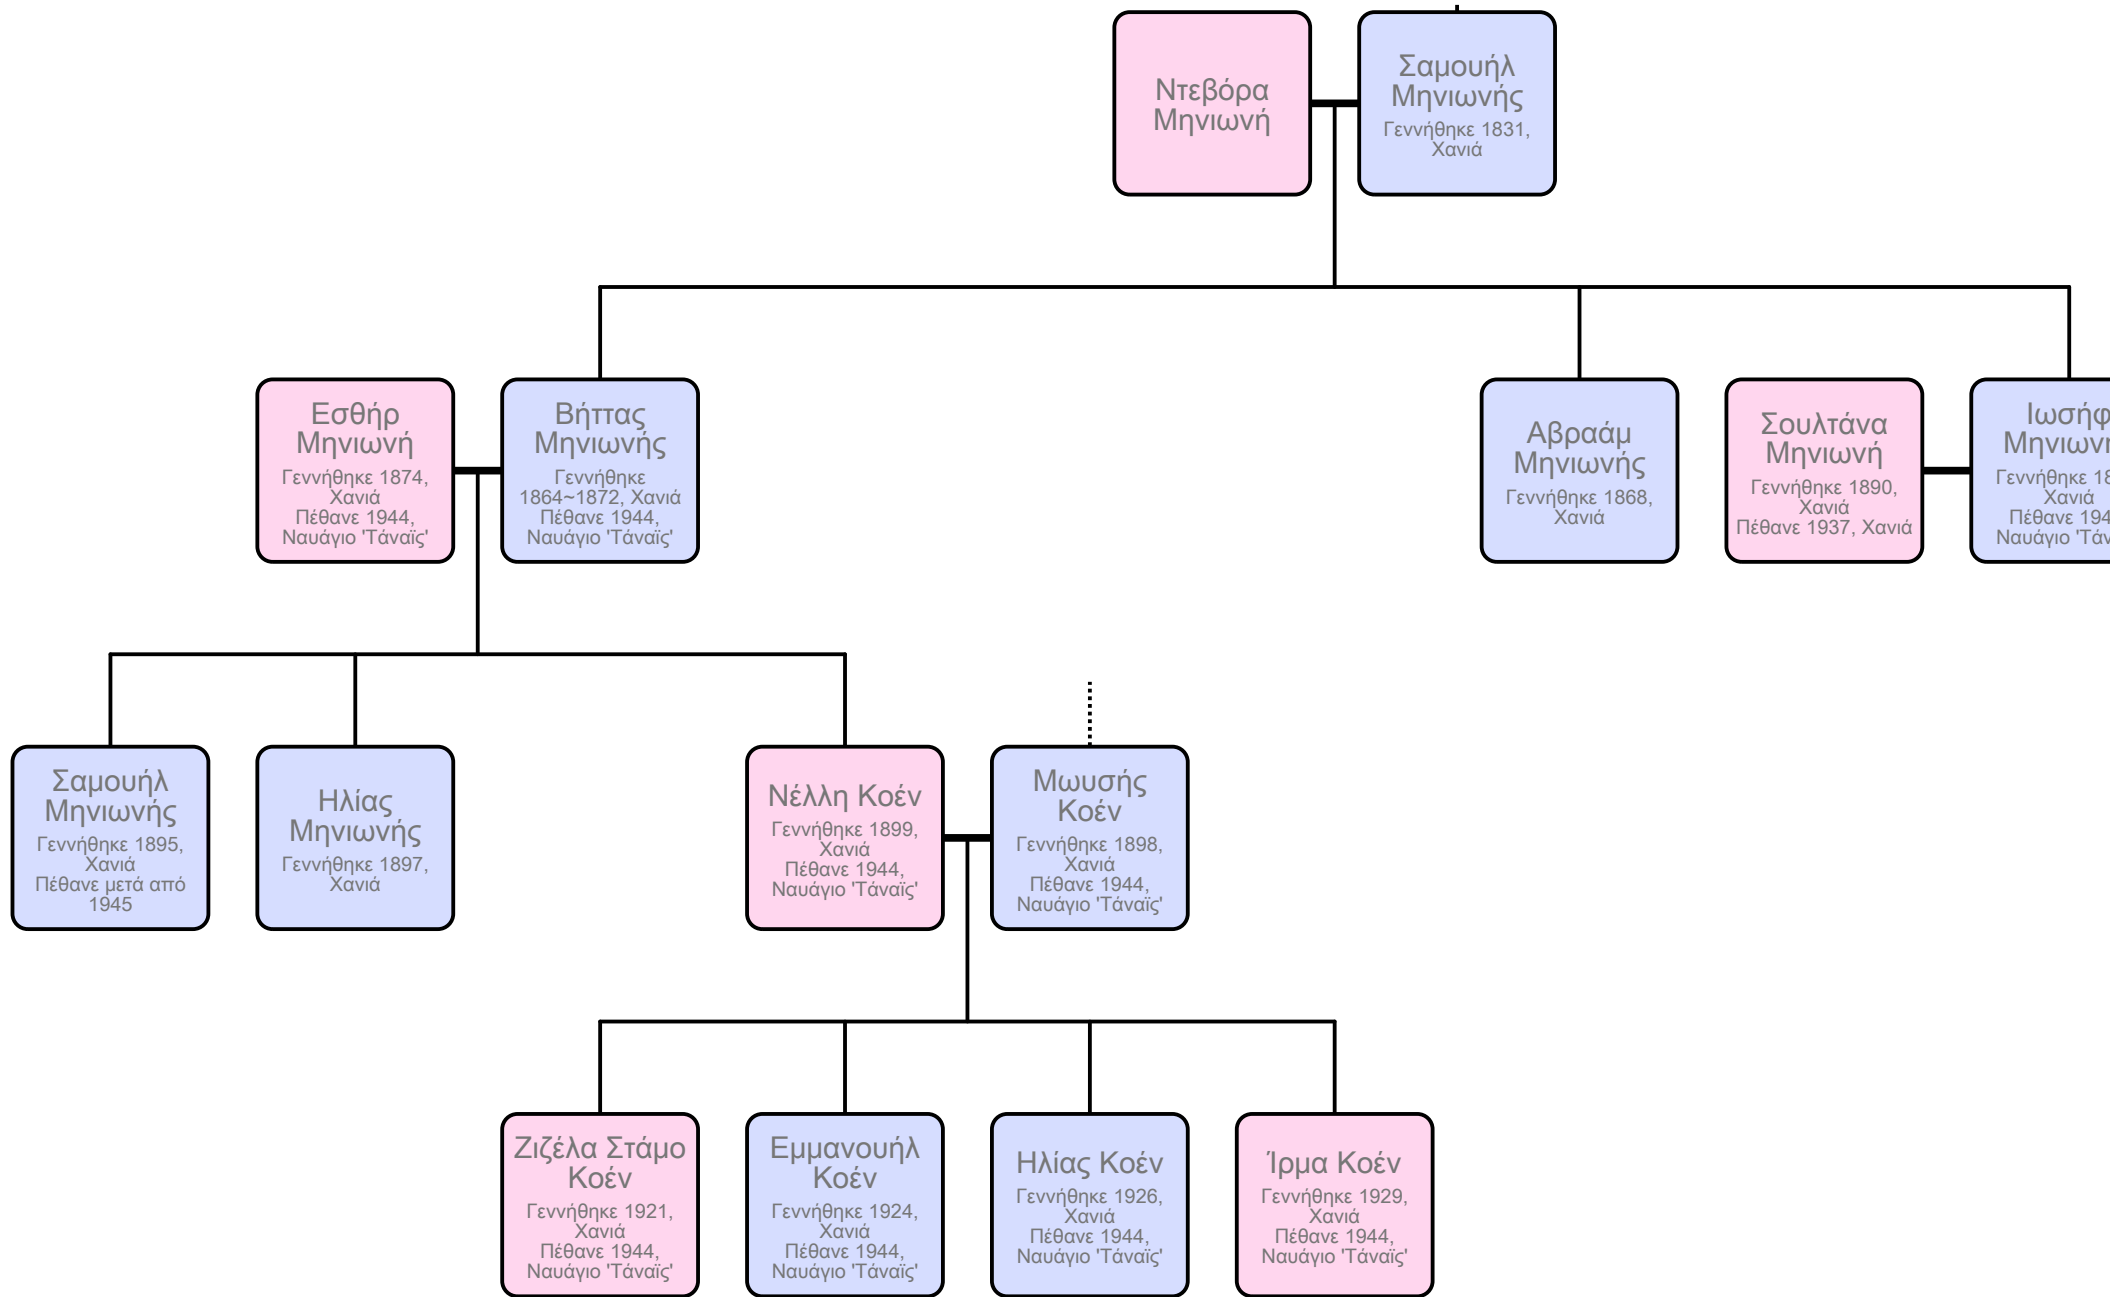 Ντεβόρα
Μηνιωνή
Σαμουήλ
Μηνιωνής
Γεννήθηκε 1831,
Χανιά
Εσθήρ
Μηνιωνή
Γεννήθηκε 1874,
Χανιά
Πέθανε 1944,
Ναυάγιο 'Τάναϊς'
Βήττας
Μηνιωνής
Γεννήθηκε
1864~1872, Χανιά
Πέθανε 1944,
Ναυάγιο 'Τάναϊς'
Αβραάμ
Μηνιωνής
Γεννήθηκε 1868,
Χανιά
Σουλτάνα
Μηνιωνή
Γεννήθηκε 1890,
Χανιά
Πέθανε 1937, Χανιά
Ιωσήφ
Γεννήθηκε
Χανιά
Πέθανε
Ναυάγιο
Σαμουήλ
Μηνιωνής
Γεννήθηκε 1895,
Χανιά
Πέθανε μετά από
1945
Ηλίας
Μηνιωνής
Γεννήθηκε 1897,
Χανιά
Νέλλη Κοέν
Γεννήθηκε 1899,
Χανιά
Πέθανε 1944,
Ναυάγιο 'Τάναϊς'
Μωυσής
Κοέν
Γεννήθηκε 1898,
Χανιά
Πέθανε 1944,
Ναυάγιο 'Τάναϊς'
Ζιζέλα Στάμο
Κοέν
Γεννήθηκε 1921,
Χανιά
Πέθανε 1944,
Ναυάγιο 'Τάναϊς'
Εμμανουήλ
Κοέν
Γεννήθηκε 1924,
Χανιά
Πέθανε 1944,
Ναυάγιο 'Τάναϊς'
Ηλίας Κοέν
Γεννήθηκε 1926,
Χανιά
Πέθανε 1944,
Ναυάγιο 'Τάναϊς'
Ίρμα Κοέν
Γεννήθηκε 1929,
Χανιά
Πέθανε 1944,
Ναυάγιο 'Τάναϊς'